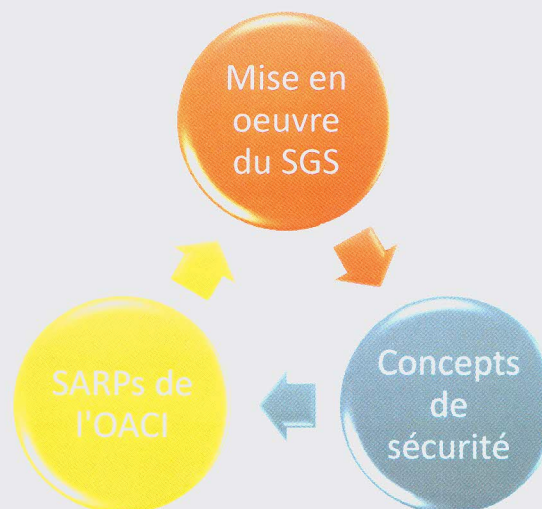 Mise en
oeuvre
du SGS
Concepts
de
sécurité
SARPs de
l'OACI